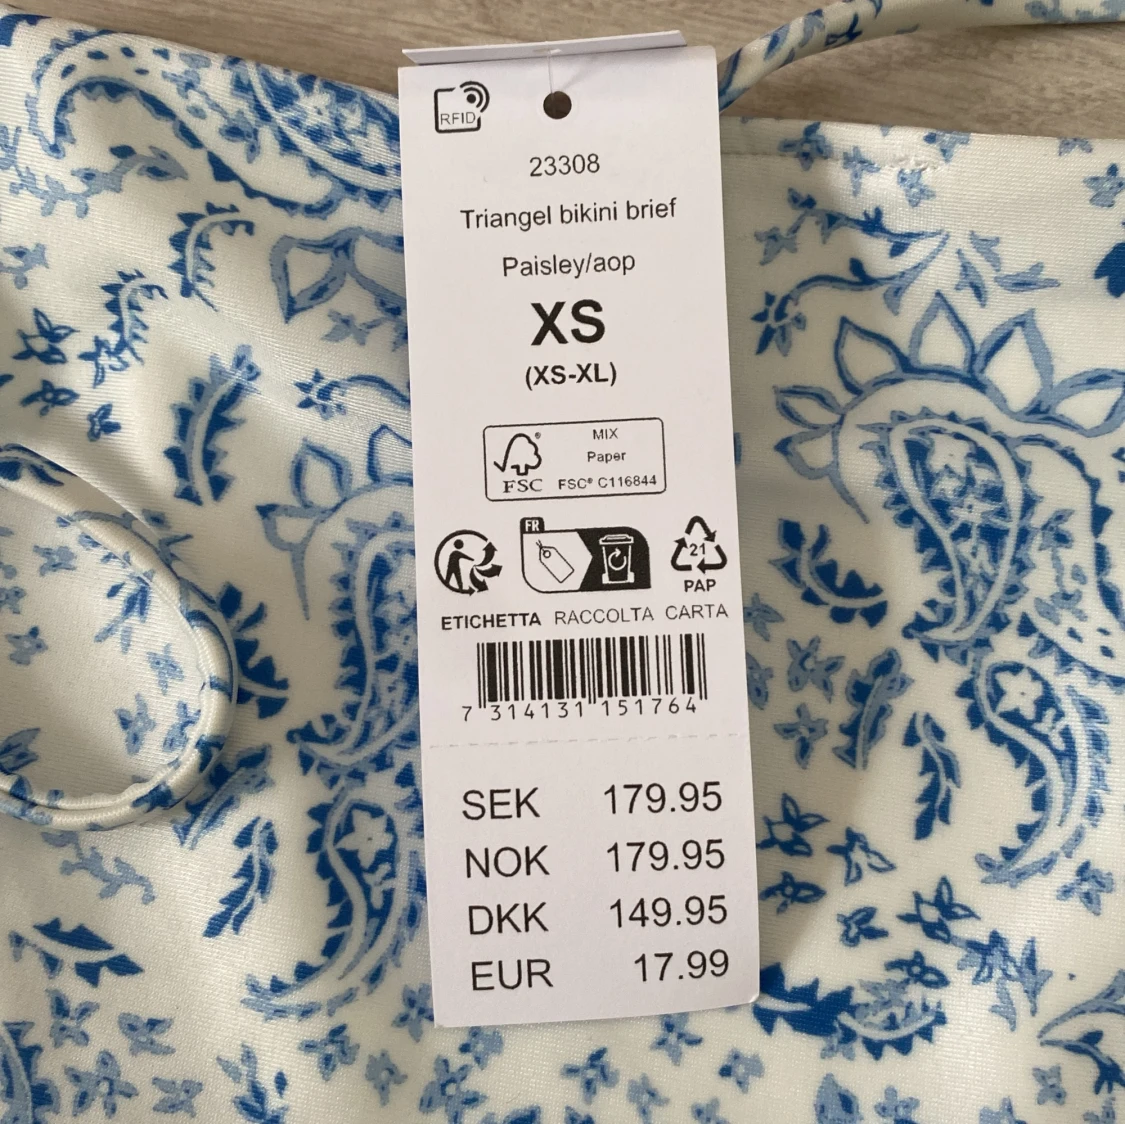 RFID
23308
Triangel bikini brief
Paisley/aop
XS
(XS-XL)
MIX
Paper
FSC® C116844
FSC
FR
21
PAP
ETICHETTA RACCOLTA CARTA
7 314131 151764
SEK 179.95
NOK 179.95
DKK 149.95
EUR 17.99